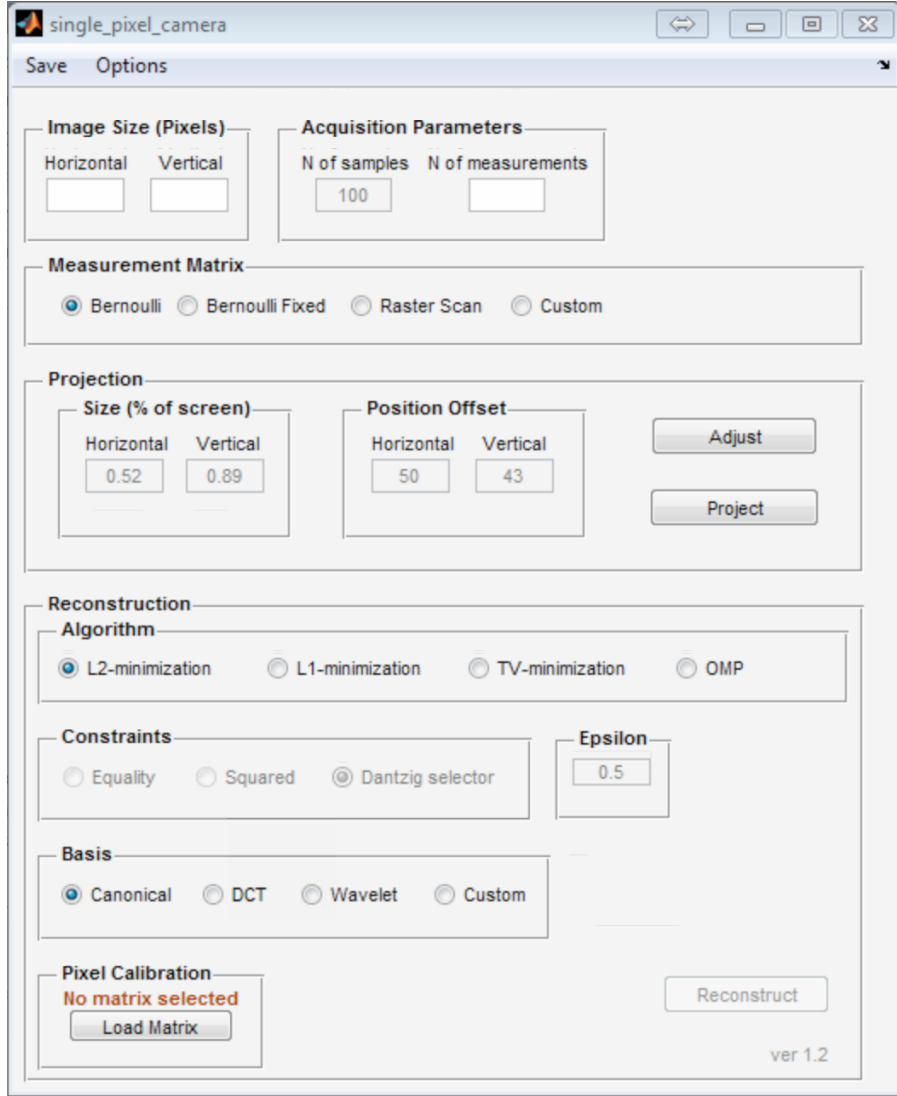 single_pixel_camera
Save Options
Image Size (Pixels) Acquisition Parameters
Horizontal Vertical N of samples N of measurements
100
Measurement Matrix
Bernoulli Bernoulli Fixed Raster Scan Custom
Projection
Size (% of screen) Position Offset
Horizontal Vertical Horizontal Vertical Adjust
0.52 0.89 50 43
Project
Reconstruction
Algorithm
L2-minimization L1-minimization TV-minimization OMP
Constraints Epsilon
Equality Squared Dantzig selector 0.5
Basis
Canonical DCT Wavelet Custom
Pixel Calibration
No matrix selected Reconstruct
Load Matrix
ver 1.2